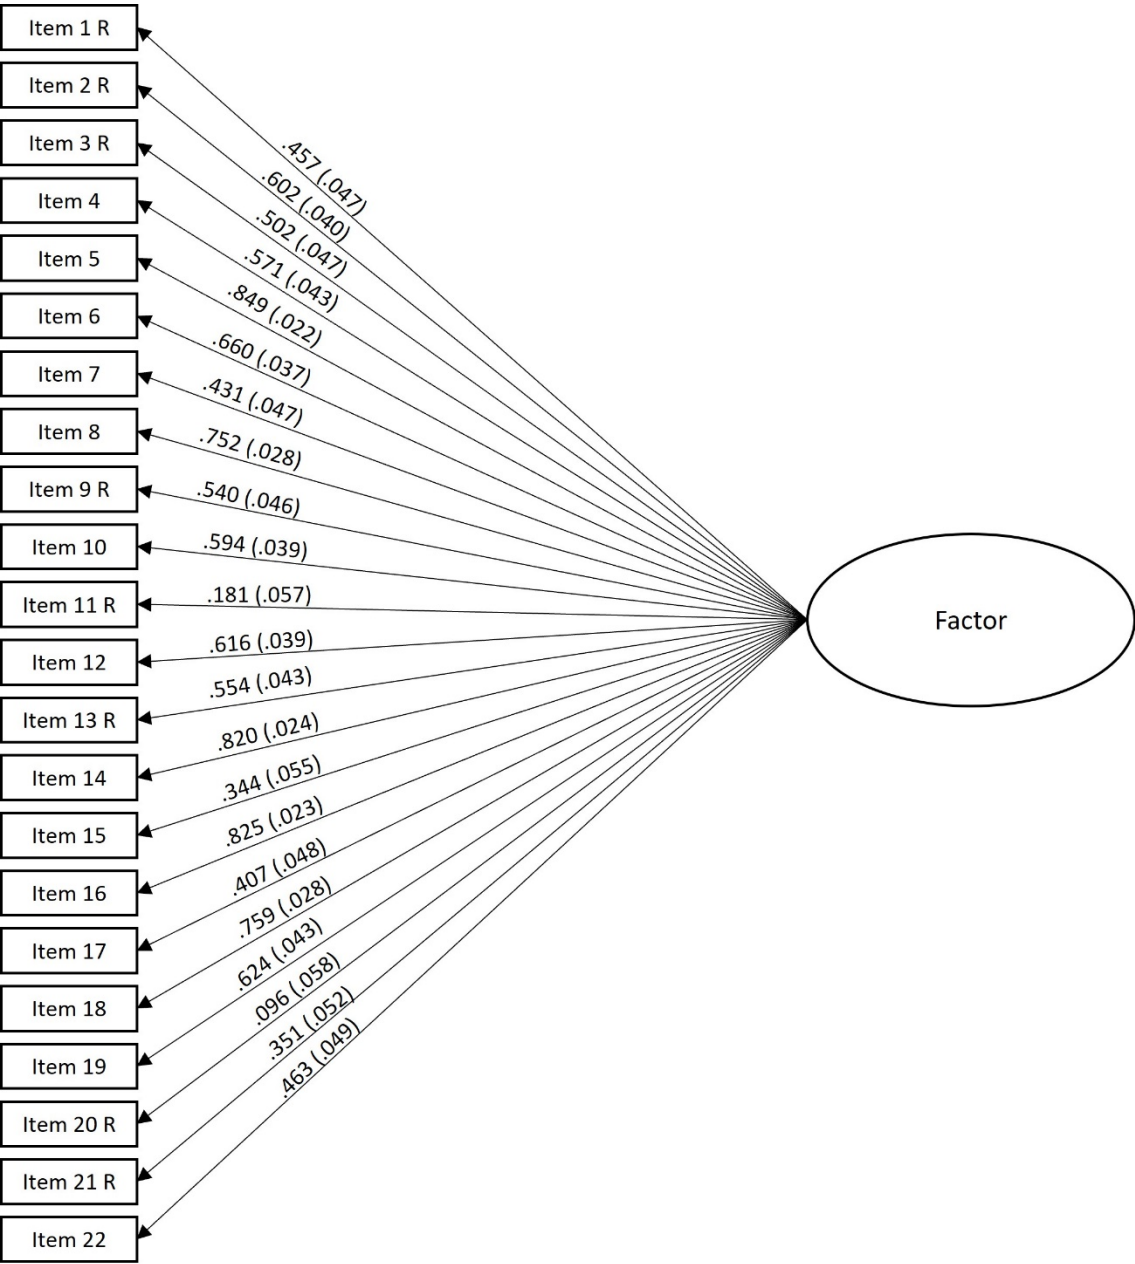 Item 1 R
Item 2 R
Item 3 R
Item 4
Item 5
Item 6
Item 7
Item 8
Item 9 R
Item 10
Item 11 R
Item 12
Item 13 R
Item 14
Item 15
Item 16
Item 17
Item 18
Item 19
Item 20 R
Item 21 R
Item 22
.457 (.047)
.602 (.040)
.502 (.047)
.571 (.043)
.849 (.022)
.660 (.037)
.431 (.047)
.752 (.028)
.540 (.046)
.594 (.039)
.181 (.057)
.616 (.039)
.554 (.043)
.820 (.024)
.344 (.055)
.825 (.023)
.407 (.048)
.759 (.028)
.624 (.043)
.096 (.058)
.351 (.052)
.463 (.049)
Factor